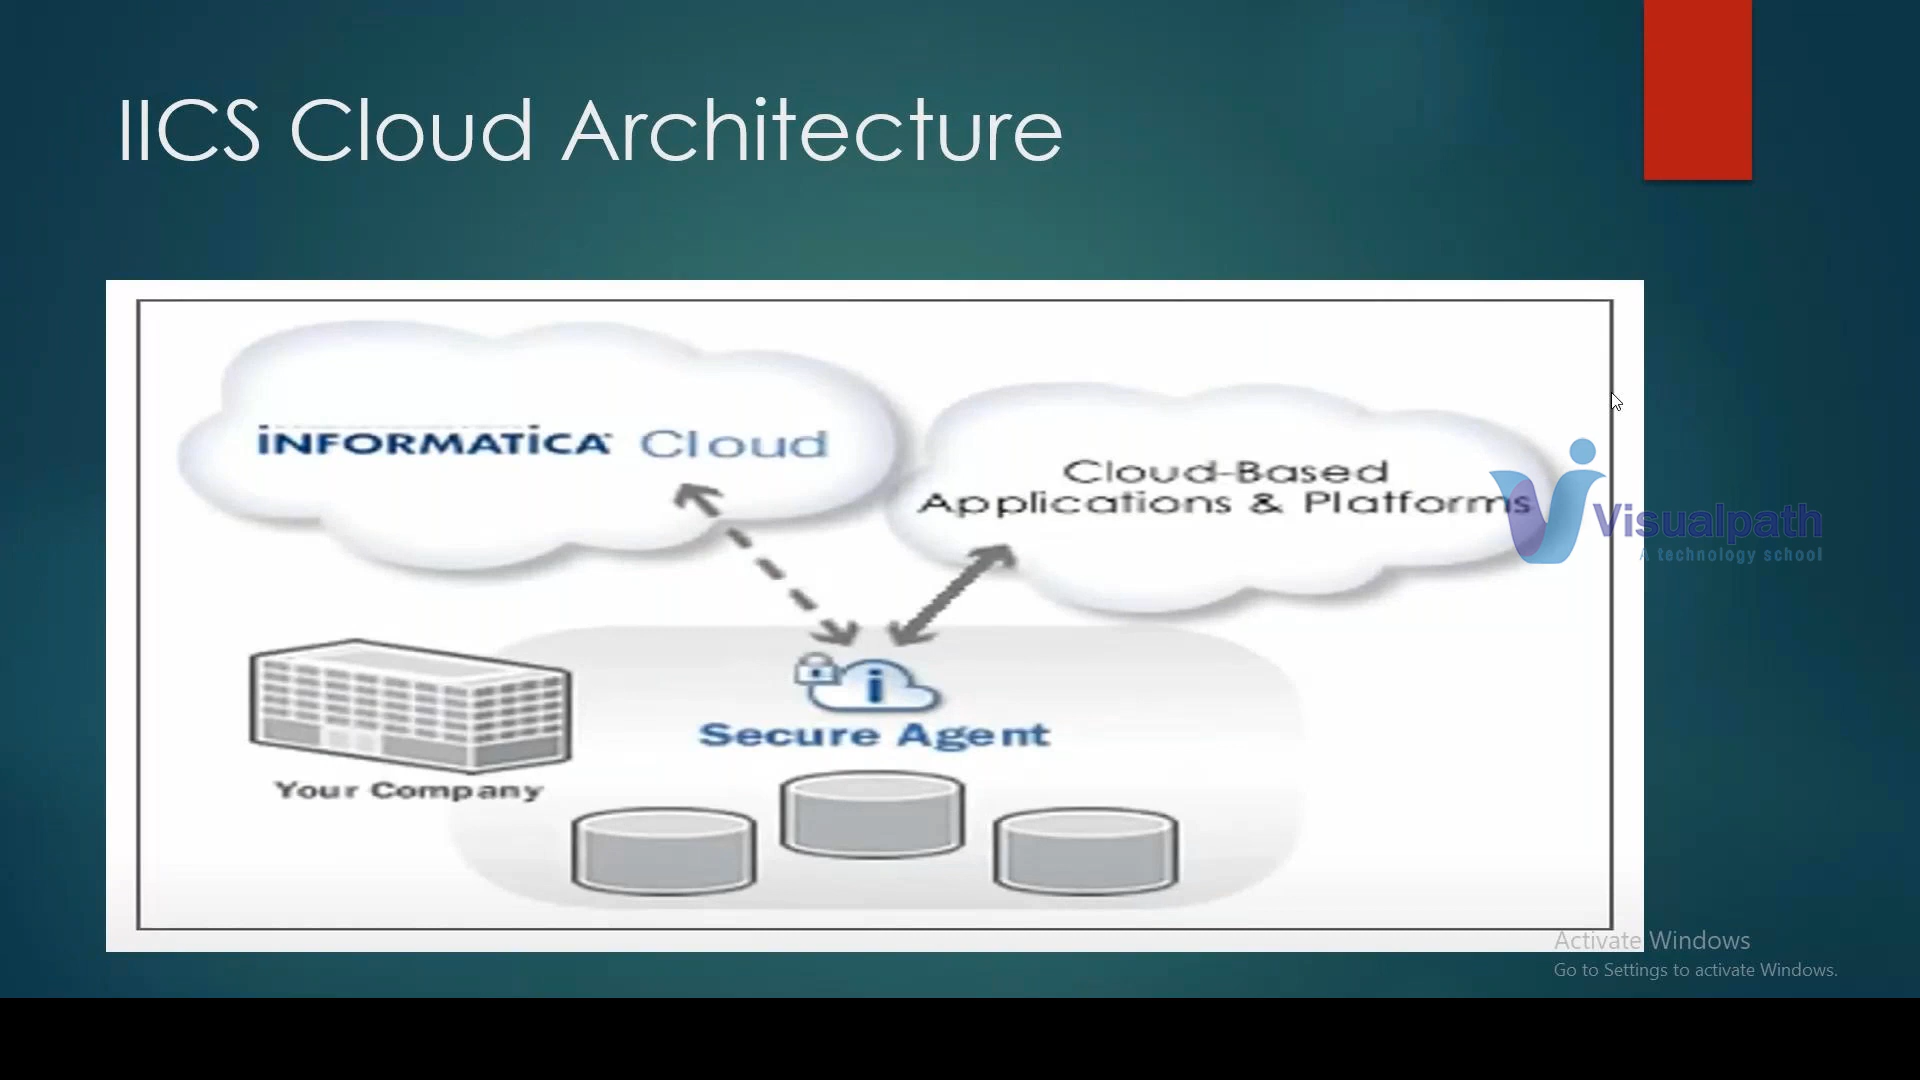 IICS Cloud Architecture
INFORMATICA Cloud
Cloud-Based
Applications & Platforms
Visualpath
A technology school
Secure Agent
Your Company
Activate Windows
Go to Settings to activate Windows.